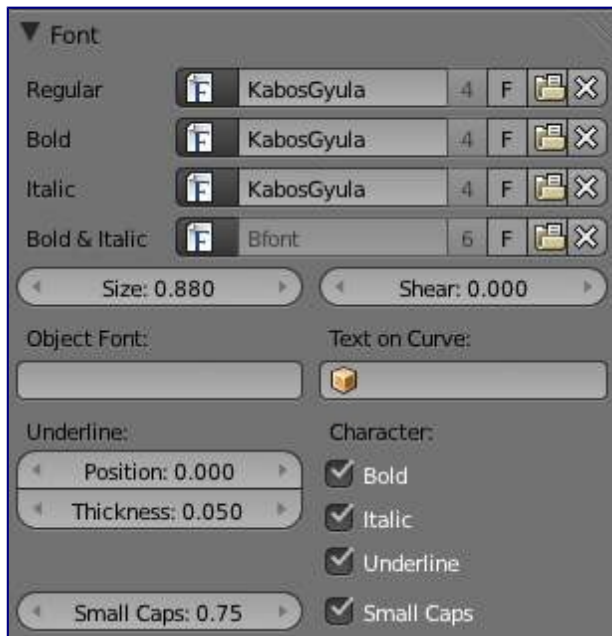 Font
Regular KabosGyula 4 F
Bold KabosGyula 4 F
Italic KabosGyula 4 F
Bold & Italic Bfont 6 F
Size: 0.880 Shear: 0.000
Object Font: Text on Curve:
Underline: Character:
Position: 0.000 Bold
Thickness: 0.050 Italic
Underline
Small Caps: 0.75 Small Caps